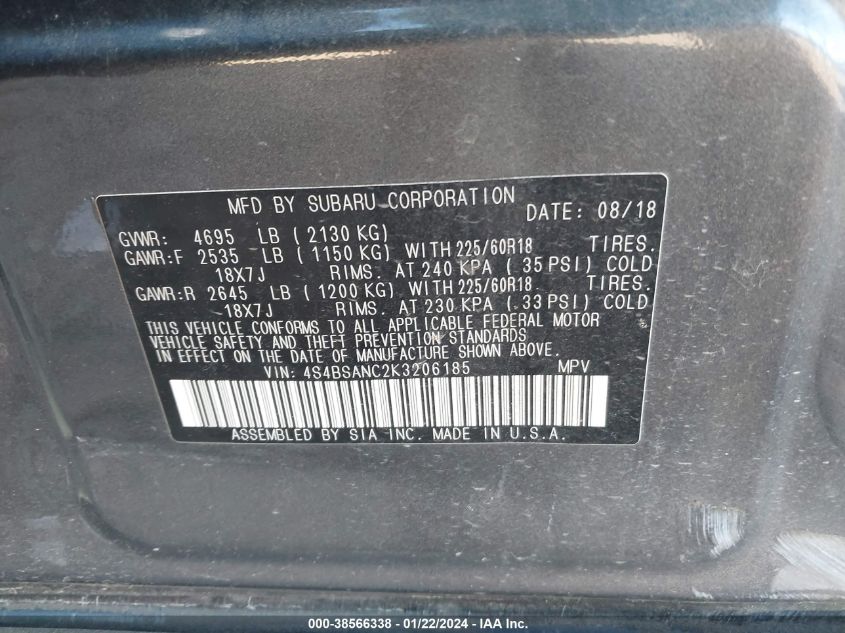 MFD BY SUBARU CORPORATION DATE: 08/18
GVWR: 4695 LB ( 2130 KG)
GAWR:F 2535 LB ( 1150 KG) WITH 225/60R18 TIRES.
18X7J RIMS. AT 240 KPA ( 35 PSI) COLD
GAWR:R 2645 LB ( 1200 KG) WITH 225/60R18 TIRES.
18X7J RIMS. AT 230 KPA ( 33 PSI) COLD
THIS VEHICLE CONFORMS TO ALL APPLICABLE FEDERAL MOTOR
VEHICLE SAFETY AND THEFT PREVENTION STANDARDS
IN EFFECT ON THE DATE OF MANUFACTURE SHOWN ABOVE.
VIN: 4S4BSANC2K3206185 MPV
ASSEMBLED BY SIA INC. MADE IN U.S.A.
000-38566338 - 01/22/2024 - IAA Inc.